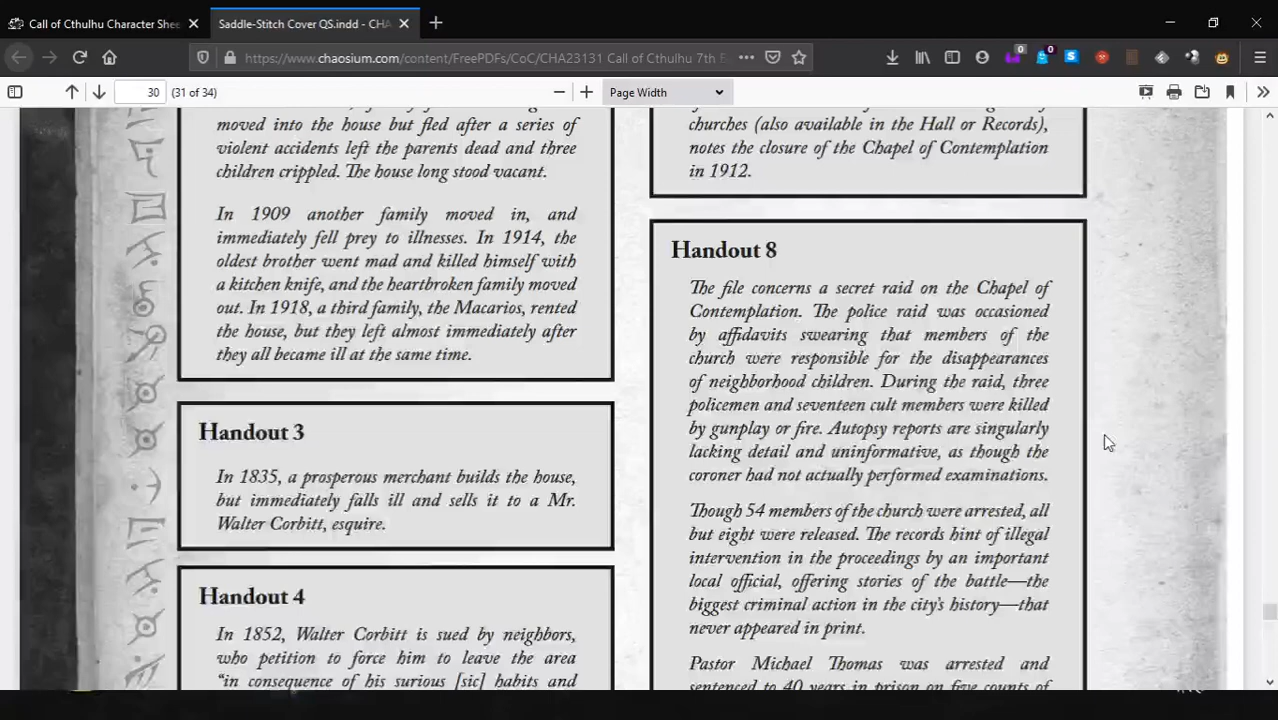 Call of Cthulhu Character Shee
Saddle-Stitch Cover QS.indd - CHA
https://www.chaosium.com/content/FreePDFs/CoC/CHA23131 Call of Cthulhu 7th E
0
0
30
(31 of 34)
Page Width
moved into the house but fled after a series of
violent accidents left the parents dead and three
children crippled. The house long stood vacant.
In 1909 another family moved in, and
immediately fell prey to illnesses. In 1914, the
oldest brother went mad and killed himself with
a kitchen knife, and the heartbroken family moved
out. In 1918, a third family, the Macarios, rented
the house, but they left almost immediately after
they all became ill at the same time.
Handout 3
In 1835, a prosperous merchant builds the house,
but immediately falls ill and sells it to a Mr.
Walter Corbitt, esquire.
Handout 4
In 1852, Walter Corbitt is sued by neighbors,
who petition to force him to leave the area
“in consequence of his surious [sic] habits and
churches (also available in the Hall or Records),
notes the closure of the Chapel of Contemplation
in 1912.
Handout 8
The file concerns a secret raid on the Chapel of
Contemplation. The police raid was occasioned
by affidavits swearing that members of the
church were responsible for the disappearances
of neighborhood children. During the raid, three
policemen and seventeen cult members were killed
by gunplay or fire. Autopsy reports are singularly
lacking detail and uninformative, as though the
coroner had not actually performed examinations.
Though 54 members of the church were arrested, all
but eight were released. The records hint of illegal
intervention in the proceedings by an important
local official, offering stories of the battle—the
biggest criminal action in the city's history—that
never appeared in print.
Pastor Michael Thomas was arrested and
sentenced to 40 years in prison on five counts of